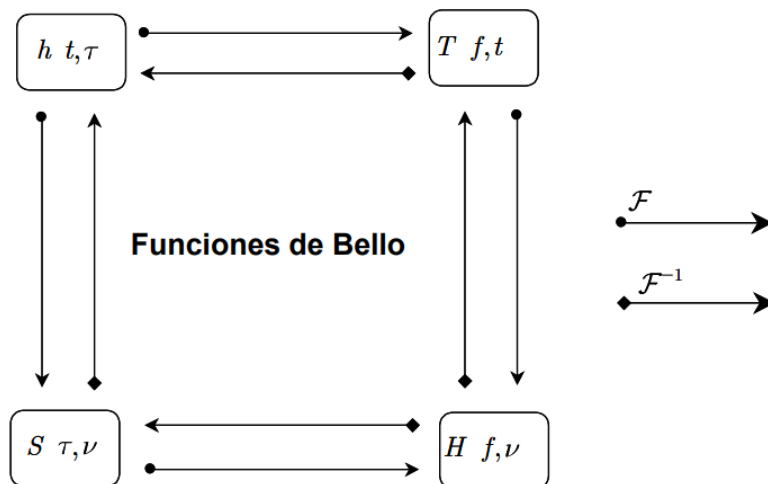 h t,τ
T f,t
ℱ
Funciones de Bello
ℱ⁻¹
S τ,ν
H f,ν